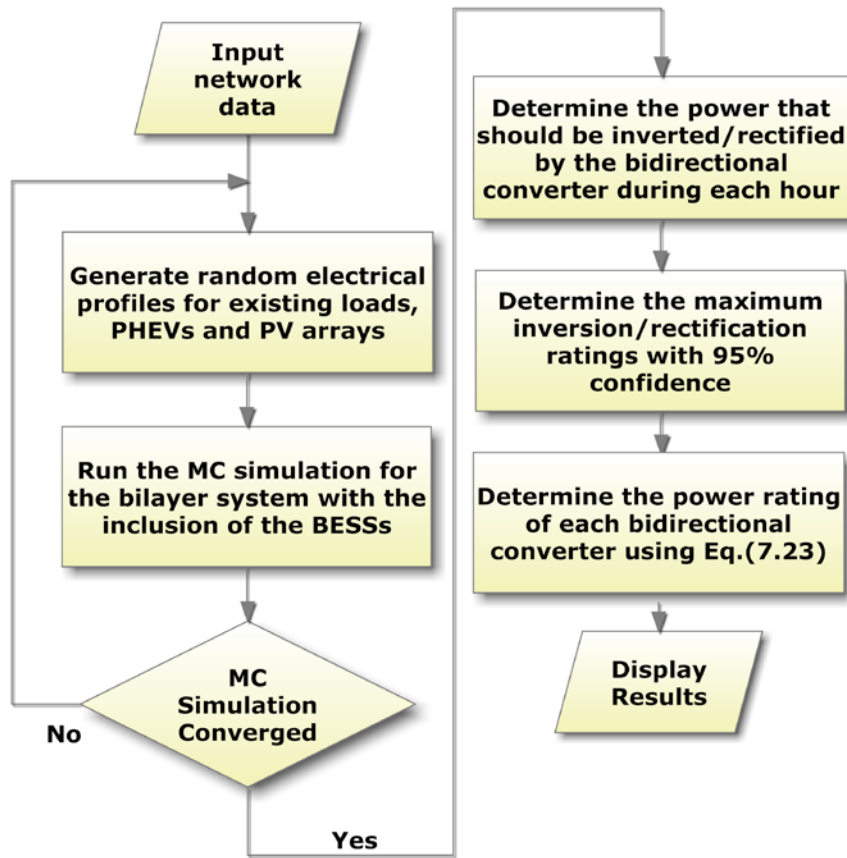 Input
network
data
Generate random electrical
profiles for existing loads,
PHEVs and PV arrays
Run the MC simulation for
the bilayer system with the
inclusion of the BESSs
MC
Simulation
Converged
No
Yes
Determine the power that
should be inverted/rectified
by the bidirectional
converter during each hour
Determine the maximum
inversion/rectification
ratings with 95%
confidence
Determine the power rating
of each bidirectional
converter using Eq.(7.23)
Display
Results